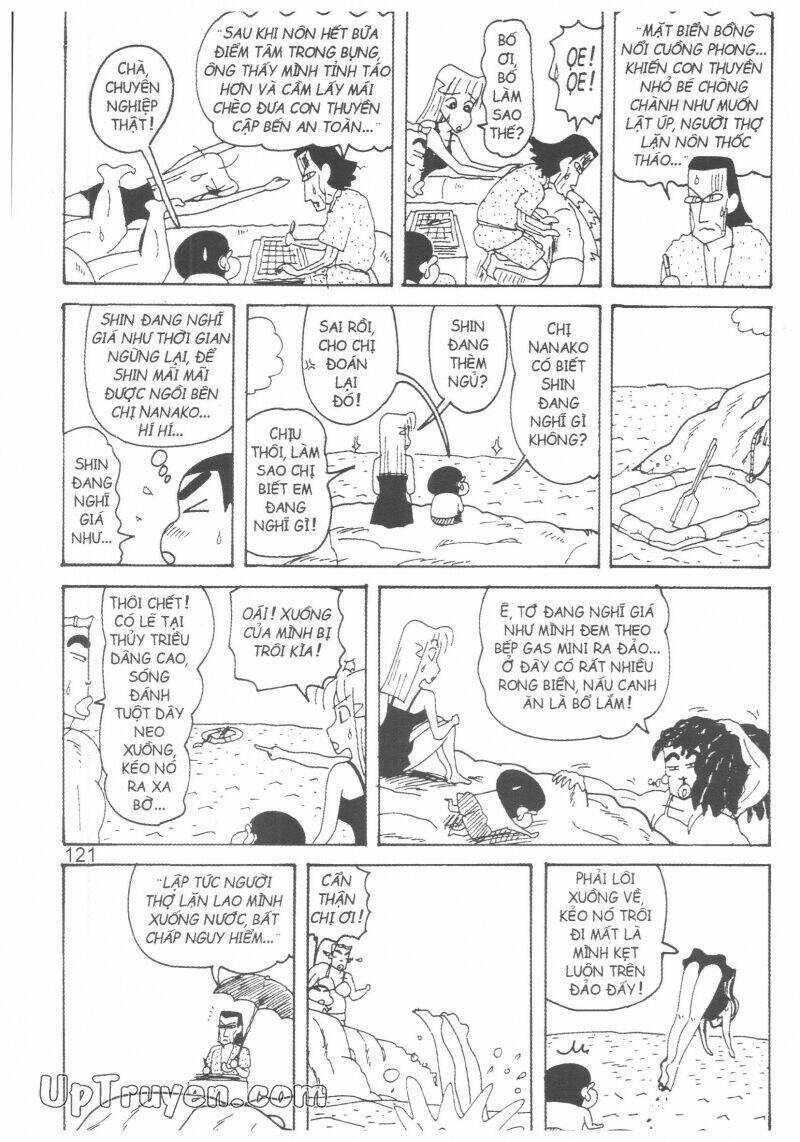 "MẶT BIỂN BỖNG
NỔI CUỒNG PHONG...
KHIẾN CON THUYỀN
NHỎ BÉ CHÒNG
CHÀNH NHƯ MUỐN
LẬT ÚP, NGƯỜI THỢ
LẶN NÔN THỐC
THÁO..."
ỌE!
ỌE!
BỐ
ƠI,
BỐ
LÀM
SAO
THẾ?
"SAU KHI NÔN HẾT BỮA
ĐIỂM TÂM TRONG BỤNG,
ÔNG THẤY MÌNH TỈNH TÁO
HƠN VÀ CẦM LẤY MÁI
CHÈO ĐƯA CON THUYỀN
CẬP BẾN AN TOÀN..."
CHÀ,
CHUYÊN
NGHIỆP
THẬT!
CHỊ
NANAKO
CÓ BIẾT
SHIN
ĐANG
NGHĨ GÌ
KHÔNG?
SHIN
ĐANG
THÈM
NGỦ?
SAI RỒI,
CHO CHỊ
ĐOÁN
LẠI
ĐÓ!
CHỊU
THÔI, LÀM
SAO CHỊ
BIẾT EM
ĐANG
NGHĨ GÌ!
SHIN ĐANG NGHĨ
GIÁ NHƯ THỜI GIAN
NGỪNG LẠI, ĐỂ
SHIN MÃI MÃI
ĐƯỢC NGỒI BÊN
CHỊ NANAKO...
HÍ HÍ...
SHIN
ĐANG
NGHĨ
GIÁ
NHƯ...
Ê, TỚ ĐANG NGHĨ GIÁ
NHƯ MÌNH ĐEM THEO
BẾP GAS MINI RA ĐẢO...
Ở ĐÂY CÓ RẤT NHIỀU
RONG BIỂN, NẤU CANH
ĂN LÀ BỔ LẮM!
OÁI! XUỒNG
CỦA MÌNH BỊ
TRÔI KÌA!
THÔI CHẾT!
CÓ LẼ TẠI
THỦY TRIỀU
DÂNG CAO,
SÓNG
ĐÁNH
TUỘT DÂY
NEO
XUỒNG,
KÉO NÓ
RA XA
BỜ...
121
PHẢI LÔI
XUỒNG VỀ,
KẺO NÓ TRÔI
ĐI MẤT LÀ
MÌNH KẸT
LUÔN TRÊN
ĐẢO ĐẤY!
CẨN
THẬN
CHỊ ƠI!
"LẬP TỨC NGƯỜI
THỢ LẶN LAO MÌNH
XUỐNG NƯỚC, BẤT
CHẤP NGUY HIỂM..."
UpTruyen.com